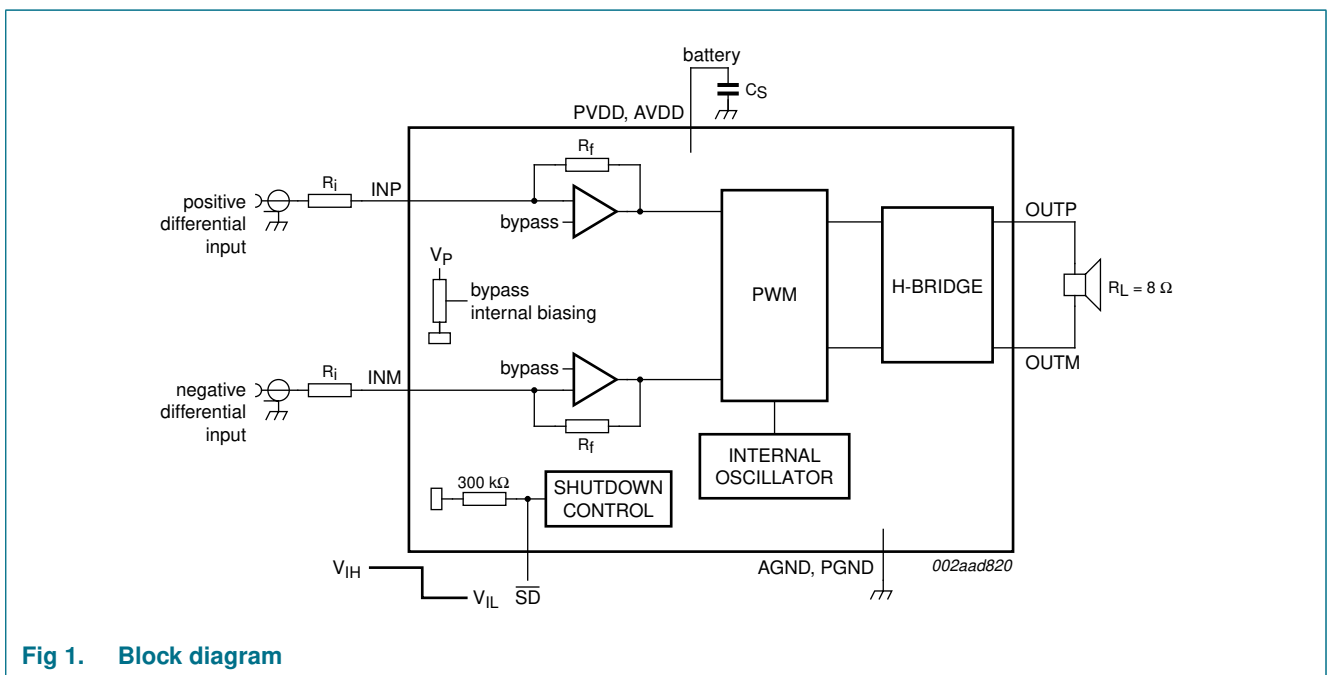 battery
CS
PVDD, AVDD
Rf
Ri
INP
positive
differential
input
bypass
OUTP
VP
bypass
internal biasing
PWM
H-BRIDGE
RL = 8 Ω
bypass
OUTM
Ri
INM
negative
differential
input
Rf
INTERNAL
OSCILLATOR
300 kΩ
SHUTDOWN
CONTROL
AGND, PGND
002aad820
VIH
VIL
SD
Fig 1. Block diagram